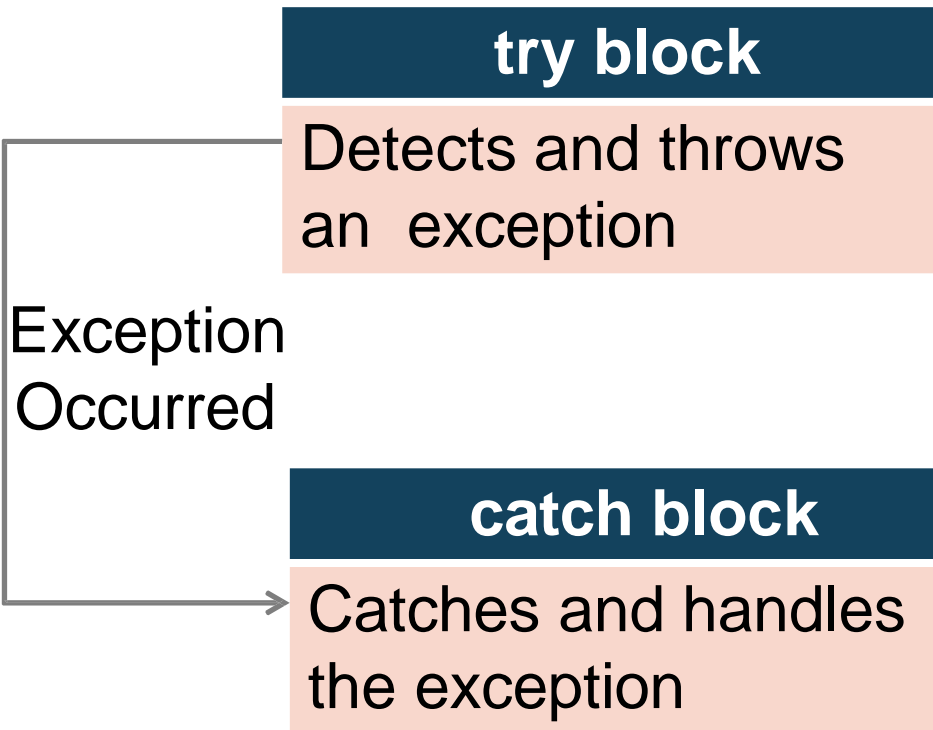 try block
Detects and throws
an  exception
Exception
Occurred
catch block
Catches and handles
the exception